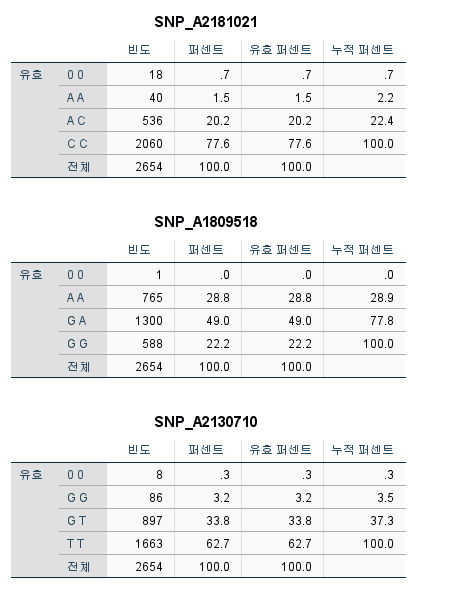 SNP_A2181021
빈도 퍼센트 유효 퍼센트 누적 퍼센트
유효 0 0 18 .7 .7 .7
A A 40 1.5 1.5 2.2
A C 536 20.2 20.2 22.4
C C 2060 77.6 77.6 100.0
전체 2654 100.0 100.0
SNP_A1809518
빈도 퍼센트 유효 퍼센트 누적 퍼센트
유효 0 0 1 .0 .0 .0
A A 765 28.8 28.8 28.9
G A 1300 49.0 49.0 77.8
G G 588 22.2 22.2 100.0
전체 2654 100.0 100.0
SNP_A2130710
빈도 퍼센트 유효 퍼센트 누적 퍼센트
유효 0 0 8 .3 .3 .3
G G 86 3.2 3.2 3.5
G T 897 33.8 33.8 37.3
T T 1663 62.7 62.7 100.0
전체 2654 100.0 100.0